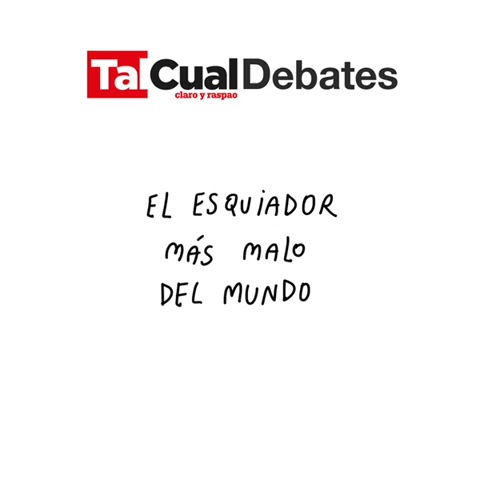 TalCualDebates
claro y raspao
EL ESQUIADOR
MÁS MALO
DEL MUNDO